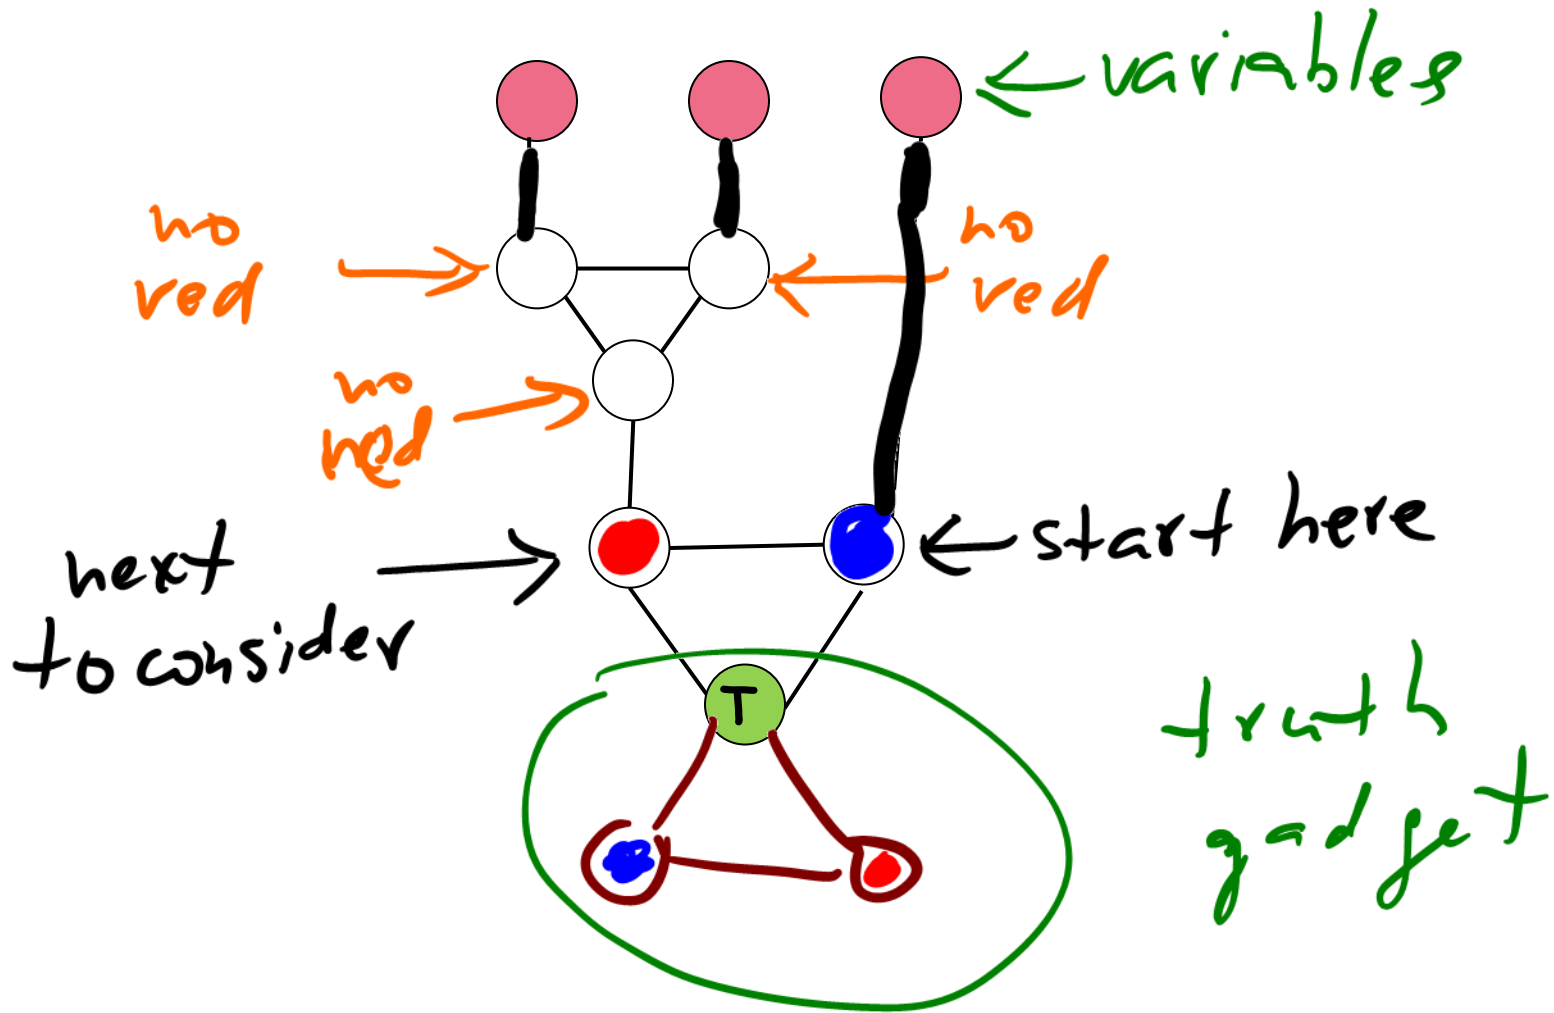 variables
no
red
no
red
no
red
start here
next
to consider
T
truth
gadget